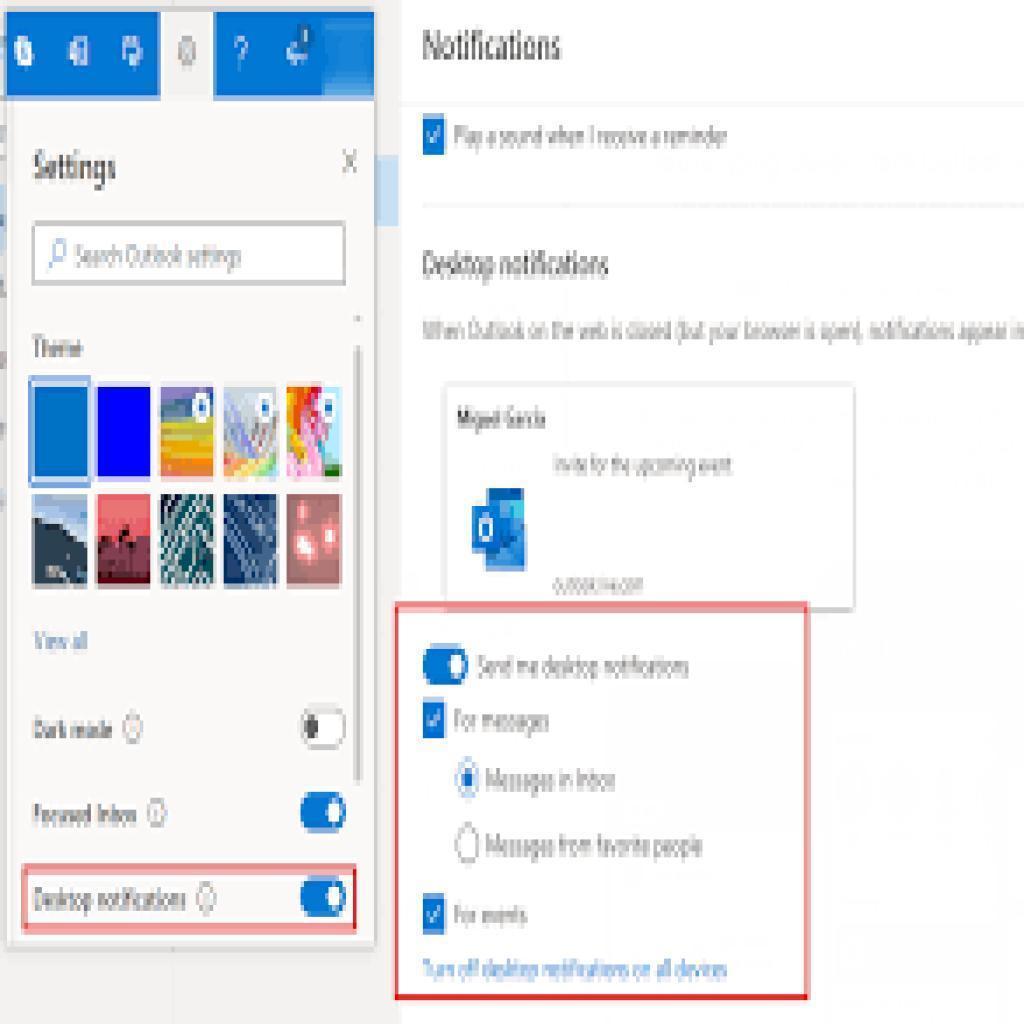 Settings
Search Outlook settings
Theme
View all
Dark mode
Focused Inbox
Desktop notifications
Notifications
Play a sound when I receive a reminder
Desktop notifications
When Outlook on the web is closed (but your browser is open), notifications appear in
Miguel Garcia
Invite for the upcoming event
outlook.live.com
Send me desktop notifications
For messages
Messages in Inbox
Messages from favorite people
For events
Turn off desktop notifications on all devices